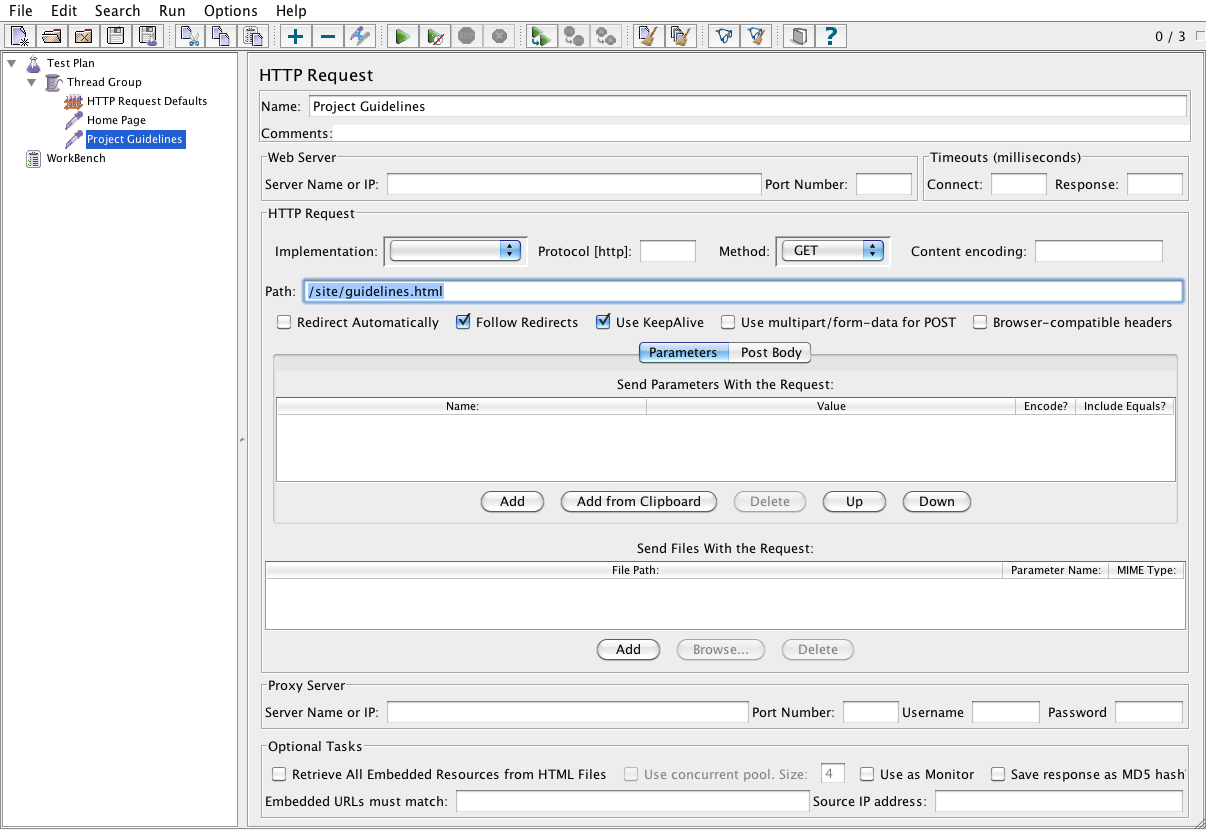 File Edit Search Run Options Help
0 / 3
Test Plan
Thread Group
HTTP Request Defaults
Home Page
Project Guidelines
WorkBench
HTTP Request
Name: Project Guidelines
Comments:
Web Server
Server Name or IP: Port Number:
Timeouts (milliseconds)
Connect: Response:
HTTP Request
Implementation: Protocol [http]: Method: GET Content encoding:
Path: /site/guidelines.html
Redirect Automatically Follow Redirects Use KeepAlive Use multipart/form-data for POST Browser-compatible headers
Parameters Post Body
Send Parameters With the Request:
Name: Value Encode? Include Equals?
Add Add from Clipboard Delete Up Down
Send Files With the Request:
File Path: Parameter Name: MIME Type:
Add Browse... Delete
Proxy Server
Server Name or IP: Port Number: Username Password
Optional Tasks
Retrieve All Embedded Resources from HTML Files Use concurrent pool. Size: 4 Use as Monitor Save response as MD5 hash
Embedded URLs must match: Source IP address: